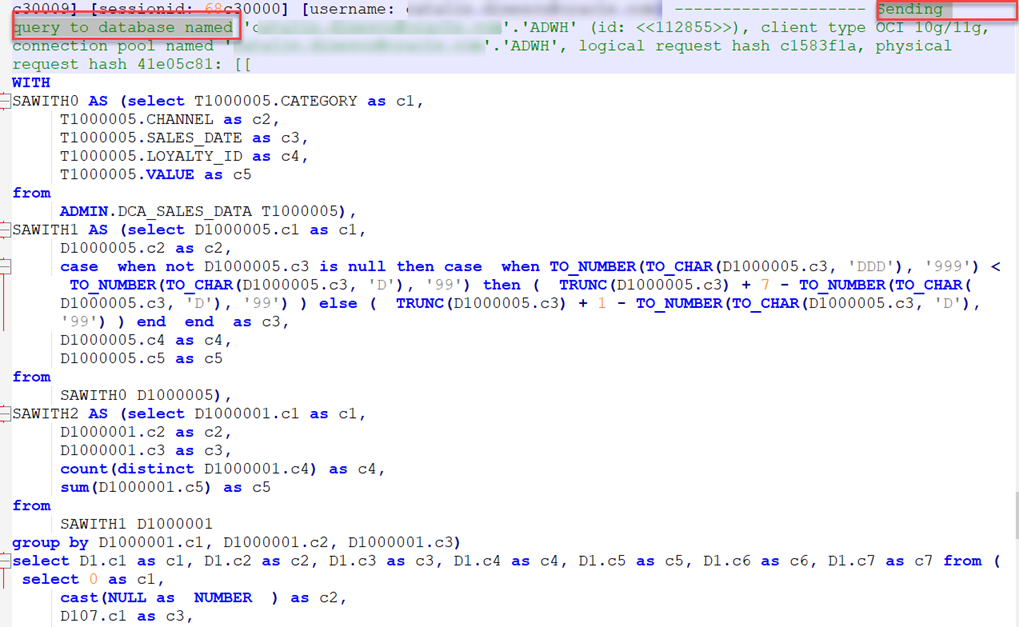 c30009] [sessionid: 68c30000] [username: -------------------- Sending
query to database named '.'ADWH' (id: <<112855>>), client type OCI 10g/11g,
connection pool named '.'ADWH', logical request hash c1583f1a, physical
request hash 41e05c81: [[
WITH
SAWITH0 AS (select T1000005.CATEGORY as c1,
T1000005.CHANNEL as c2,
T1000005.SALES_DATE as c3,
T1000005.LOYALTY_ID as c4,
T1000005.VALUE as c5
from
ADMIN.DCA_SALES_DATA T1000005),
SAWITH1 AS (select D1000005.c1 as c1,
D1000005.c2 as c2,
case  when not D1000005.c3 is null then case  when TO_NUMBER(TO_CHAR(D1000005.c3, 'DDD'), '999') <
TO_NUMBER(TO_CHAR(D1000005.c3, 'D'), '99') then (  TRUNC(D1000005.c3) + 7 - TO_NUMBER(TO_CHAR(
D1000005.c3, 'D'), '99') ) else (  TRUNC(D1000005.c3) + 1 - TO_NUMBER(TO_CHAR(D1000005.c3, 'D'),
'99') ) end  end  as c3,
D1000005.c4 as c4,
D1000005.c5 as c5
from
SAWITH0 D1000005),
SAWITH2 AS (select D1000001.c1 as c1,
D1000001.c2 as c2,
D1000001.c3 as c3,
count(distinct D1000001.c4) as c4,
sum(D1000001.c5) as c5
from
SAWITH1 D1000001
group by D1000001.c1, D1000001.c2, D1000001.c3)
select D1.c1 as c1, D1.c2 as c2, D1.c3 as c3, D1.c4 as c4, D1.c5 as c5, D1.c6 as c6, D1.c7 as c7 from (
select 0 as c1,
cast(NULL as  NUMBER  ) as c2,
D107.c1 as c3,